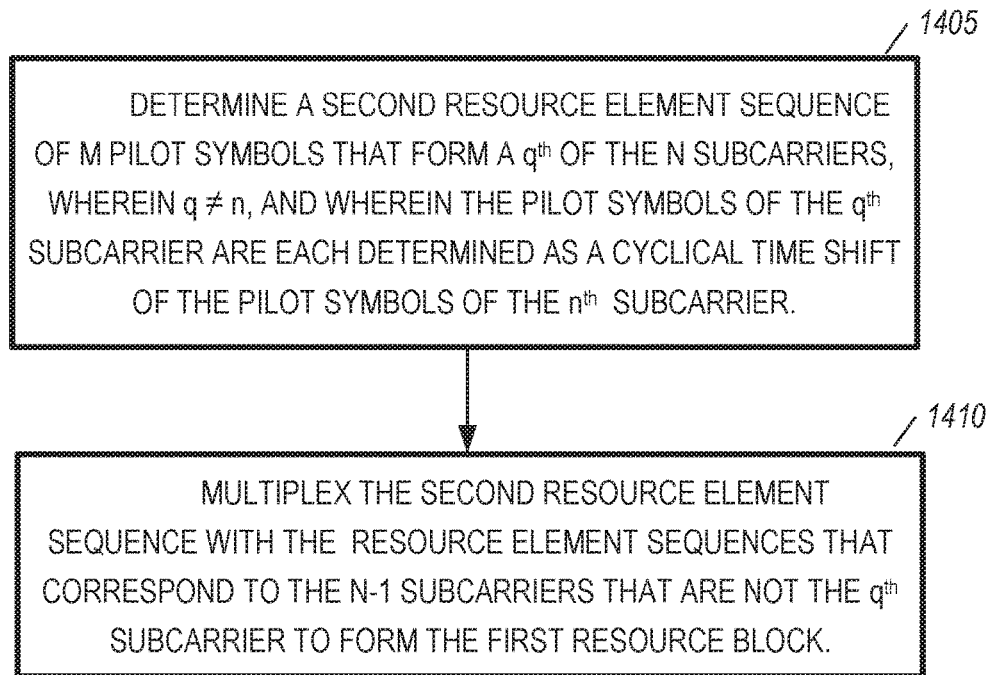 1405
DETERMINE A SECOND RESOURCE ELEMENT SEQUENCE
OF M PILOT SYMBOLS THAT FORM A qᵗʰ OF THE N SUBCARRIERS,
WHEREIN q ≠ n, AND WHEREIN THE PILOT SYMBOLS OF THE qᵗʰ
SUBCARRIER ARE EACH DETERMINED AS A CYCLICAL TIME SHIFT
OF THE PILOT SYMBOLS OF THE nᵗʰ SUBCARRIER.
1410
MULTIPLEX THE SECOND RESOURCE ELEMENT
SEQUENCE WITH THE RESOURCE ELEMENT SEQUENCES THAT
CORRESPOND TO THE N-1 SUBCARRIERS THAT ARE NOT THE qᵗʰ
SUBCARRIER TO FORM THE FIRST RESOURCE BLOCK.